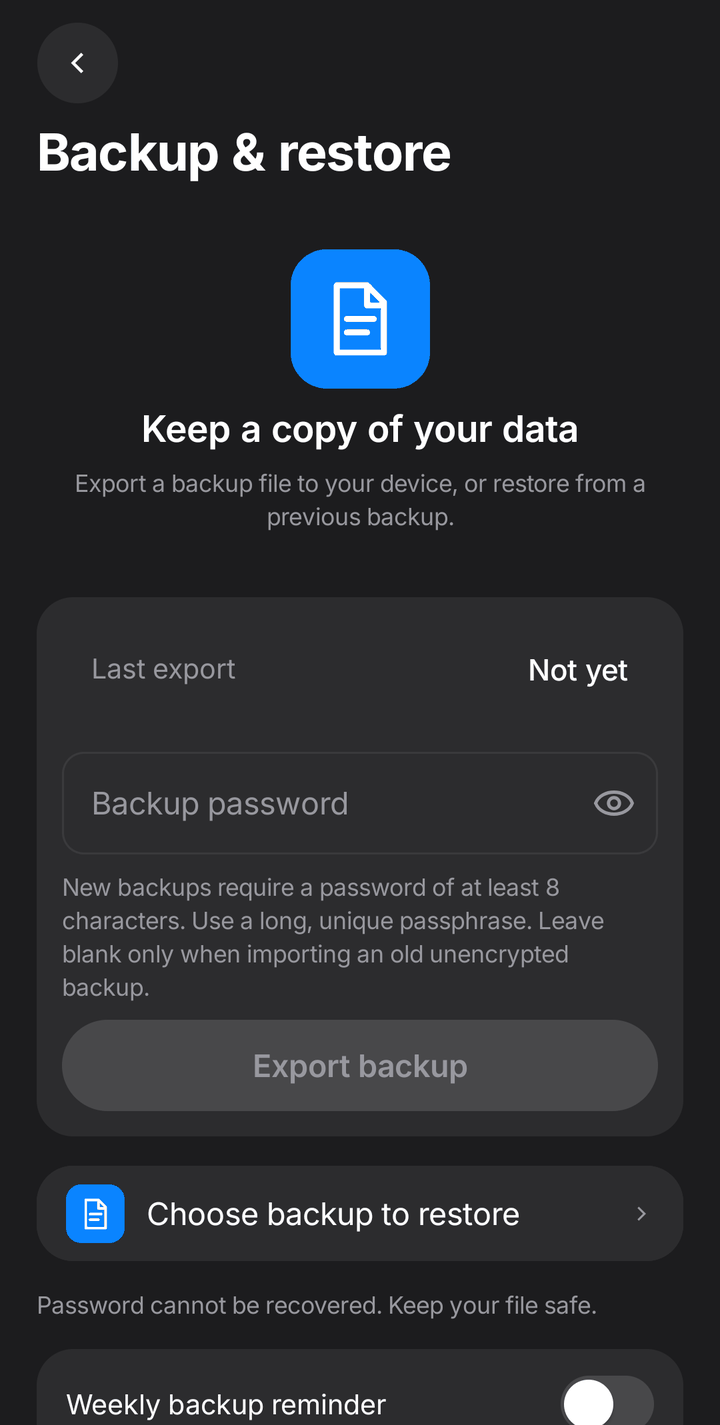 Backup & restore
Keep a copy of your data
Export a backup file to your device, or restore from a
previous backup.
Last export
Not yet
Backup password
New backups require a password of at least 8
characters. Use a long, unique passphrase. Leave
blank only when importing an old unencrypted
backup.
Export backup
Choose backup to restore
Password cannot be recovered. Keep your file safe.
Weekly backup reminder